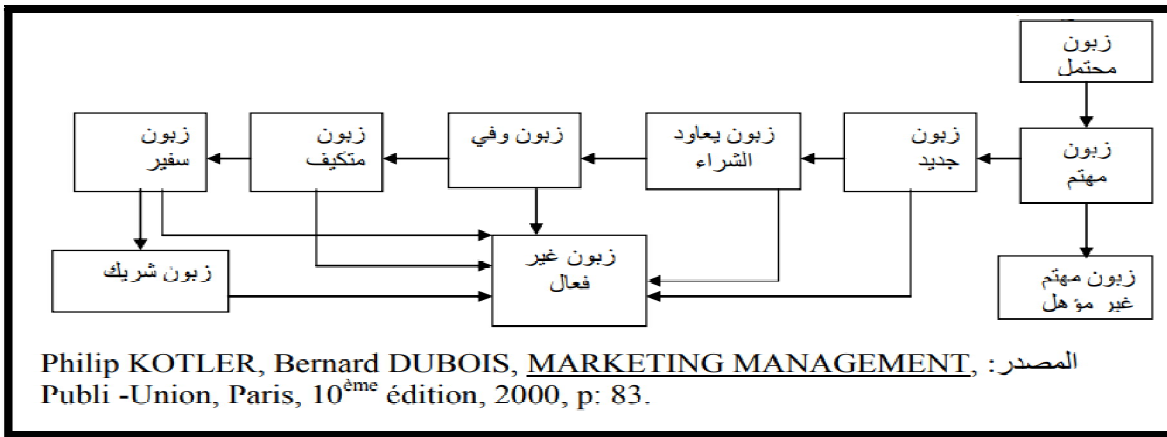 زبون
محتمل
زبون
مهتم
زبون
جديد
زبون يعاود
الشراء
زبون وفي
زبون
متكيف
زبون
سفير
زبون شريك
زبون غير
فعال
زبون مهتم
غير مؤهل
المصدر: Philip KOTLER, Bernard DUBOIS, MARKETING MANAGEMENT,
Publi -Union, Paris, 10ème édition, 2000, p: 83.